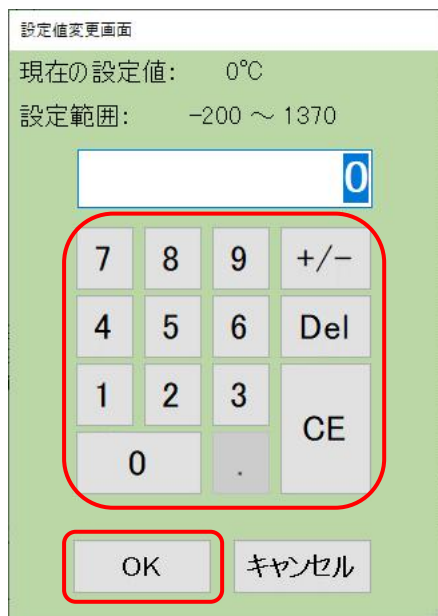 設定値変更画面
現在の設定値: 0℃
設定範囲: -200 ～ 1370
0
7 8 9 +/-
4 5 6 Del
1 2 3 CE
0 .
OK キャンセル